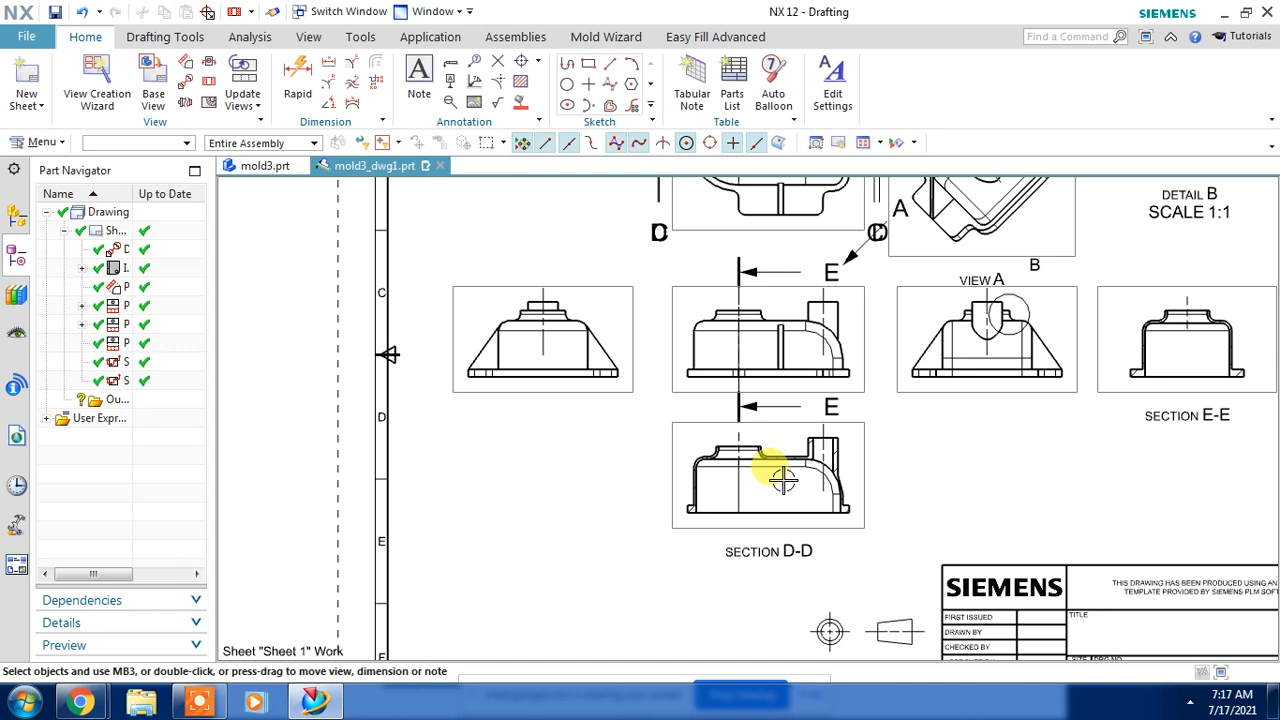 NX
Switch Window
Window
NX 12 - Drafting
SIEMENS
File
Home
Drafting Tools
Analysis
View
Tools
Application
Assemblies
Mold Wizard
Easy Fill Advanced
Find a Command
Tutorials
New Sheet
View Creation Wizard
Base View
Update Views
View
Rapid
Dimension
Note
Annotation
Sketch
Tabular Note
Parts List
Auto Balloon
Table
Edit Settings
Menu
Entire Assembly
Part Navigator
mold3.prt
mold3_dwg1.prt
Name
Up to Date
Drawing
Sh...
D
I.
P
P
P
P
S
S
Ou...
User Expr...
Dependencies
Details
Preview
A
DETAIL B
SCALE 1:1
B
E
VIEW A
C
E
SECTION E-E
D
SECTION D-D
E
SIEMENS
THIS DRAWING HAS BEEN PRODUCED USING AN
TEMPLATE PROVIDED BY SIEMENS PLM SOFT
FIRST ISSUED
TITLE
DRAWN BY
CHECKED BY
Sheet "Sheet 1" Work
Select objects and use MB3, or double-click, or press-drag to move view, dimension or note
7:17 AM
7/17/2021